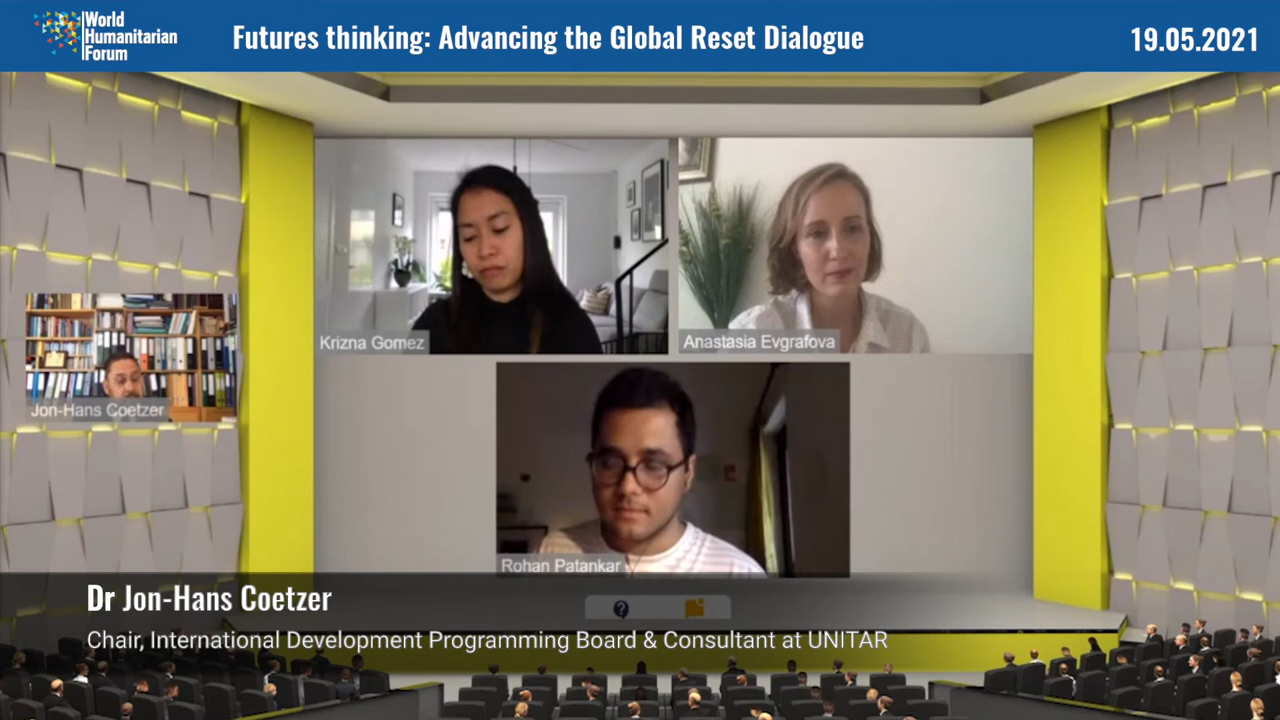 World
Humanitarian
Forum
Futures thinking: Advancing the Global Reset Dialogue
19.05.2021
Krizna Gomez
Anastasia Evgrafova
Jon-Hans Coetzer
Rohan Patankar
Dr Jon-Hans Coetzer
?
Chair, International Development Programming Board & Consultant at UNITAR